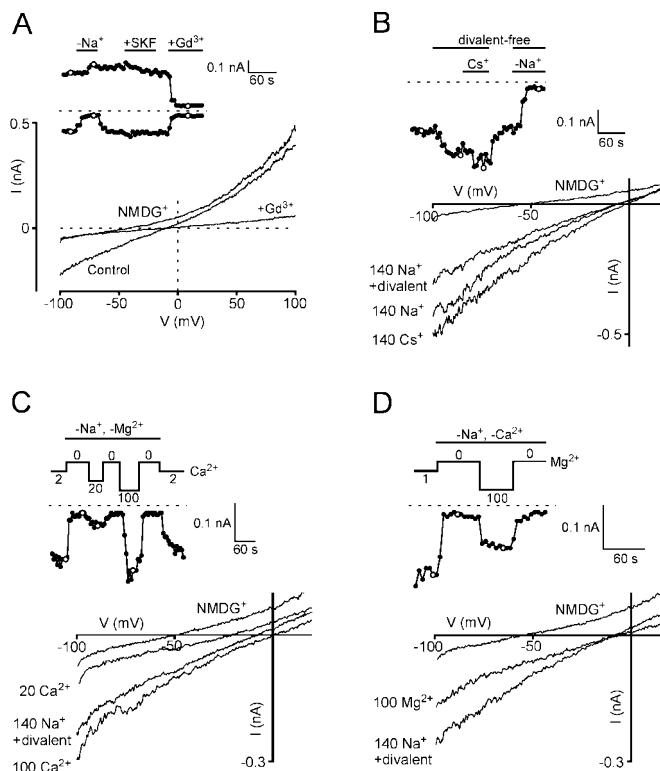 A
-Na⁺ +SKF +Gd³⁺
0.1 nA
60 s
0.5
I (nA)
NMDG⁺
+Gd³⁺
0
Control
-100 -50 0 50 100
V (mV)
B
divalent-free
Cs⁺ -Na⁺
0.1 nA
60 s
V (mV)
-100 -50
NMDG⁺
140 Na⁺
+divalent
140 Na⁺
140 Cs⁺
I (nA)
-0.5
C
-Na⁺, -Mg²⁺
0 0 0
2 20 100 2 Ca²⁺
0.1 nA
60 s
V (mV)
NMDG⁺
-100 -50
20 Ca²⁺
140 Na⁺
+divalent
100 Ca²⁺
I (nA)
-0.3
D
-Na⁺, -Ca²⁺
0 0
1 100 Mg²⁺
0.1 nA
60 s
V (mV)
NMDG⁺
-100 -50
100 Mg²⁺
140 Na⁺
+divalent
I (nA)
-0.3